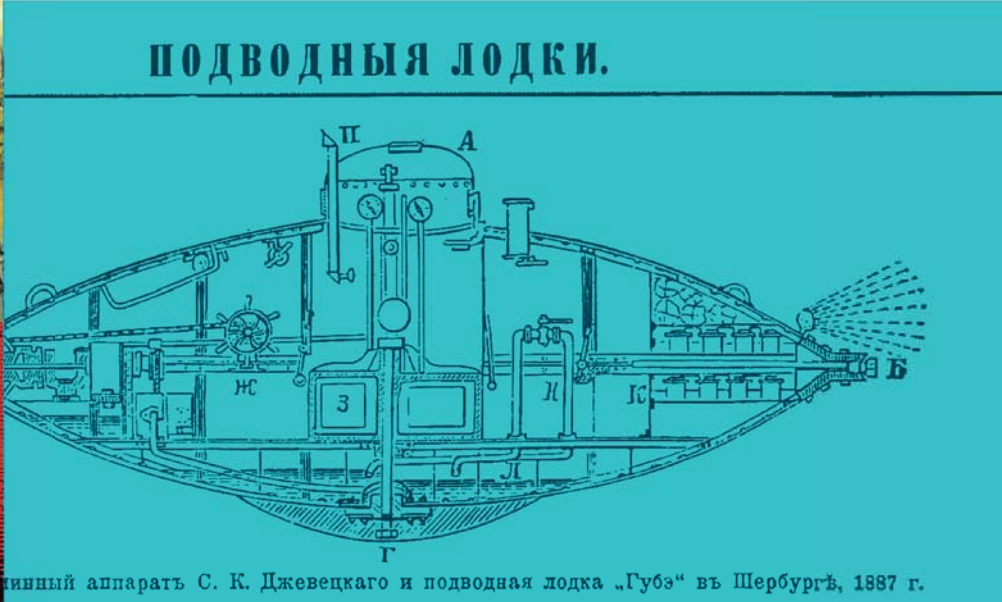 ПОДВОДНЫЯ ЛОДКИ.
П А
Б
Ж З И К
Л
Г
аппаратъ С. К. Джевецкаго и подводная лодка „Губэ“ въ Шербургѣ, 1887 г.